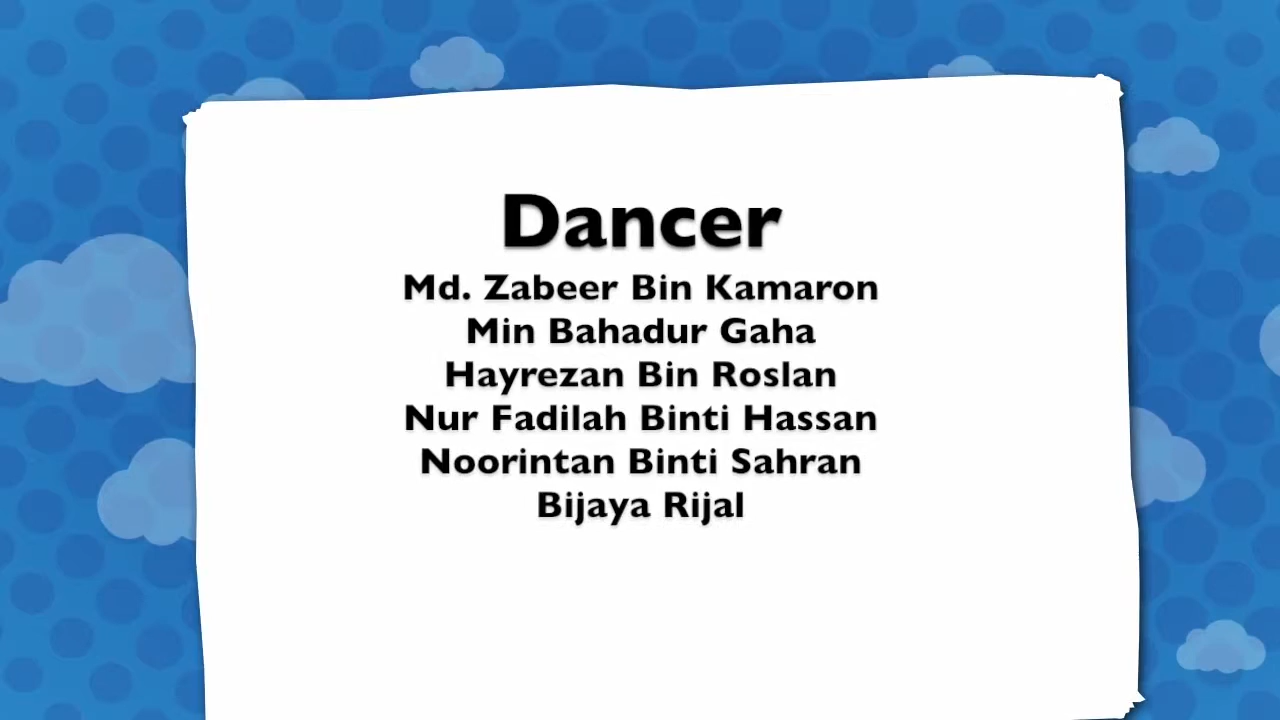 Dancer
Md. Zabeer Bin Kamaron
Min Bahadur Gaha
Hayrezan Bin Roslan
Nur Fadilah Binti Hassan
Noorintan Binti Sahran
Bijaya Rijal